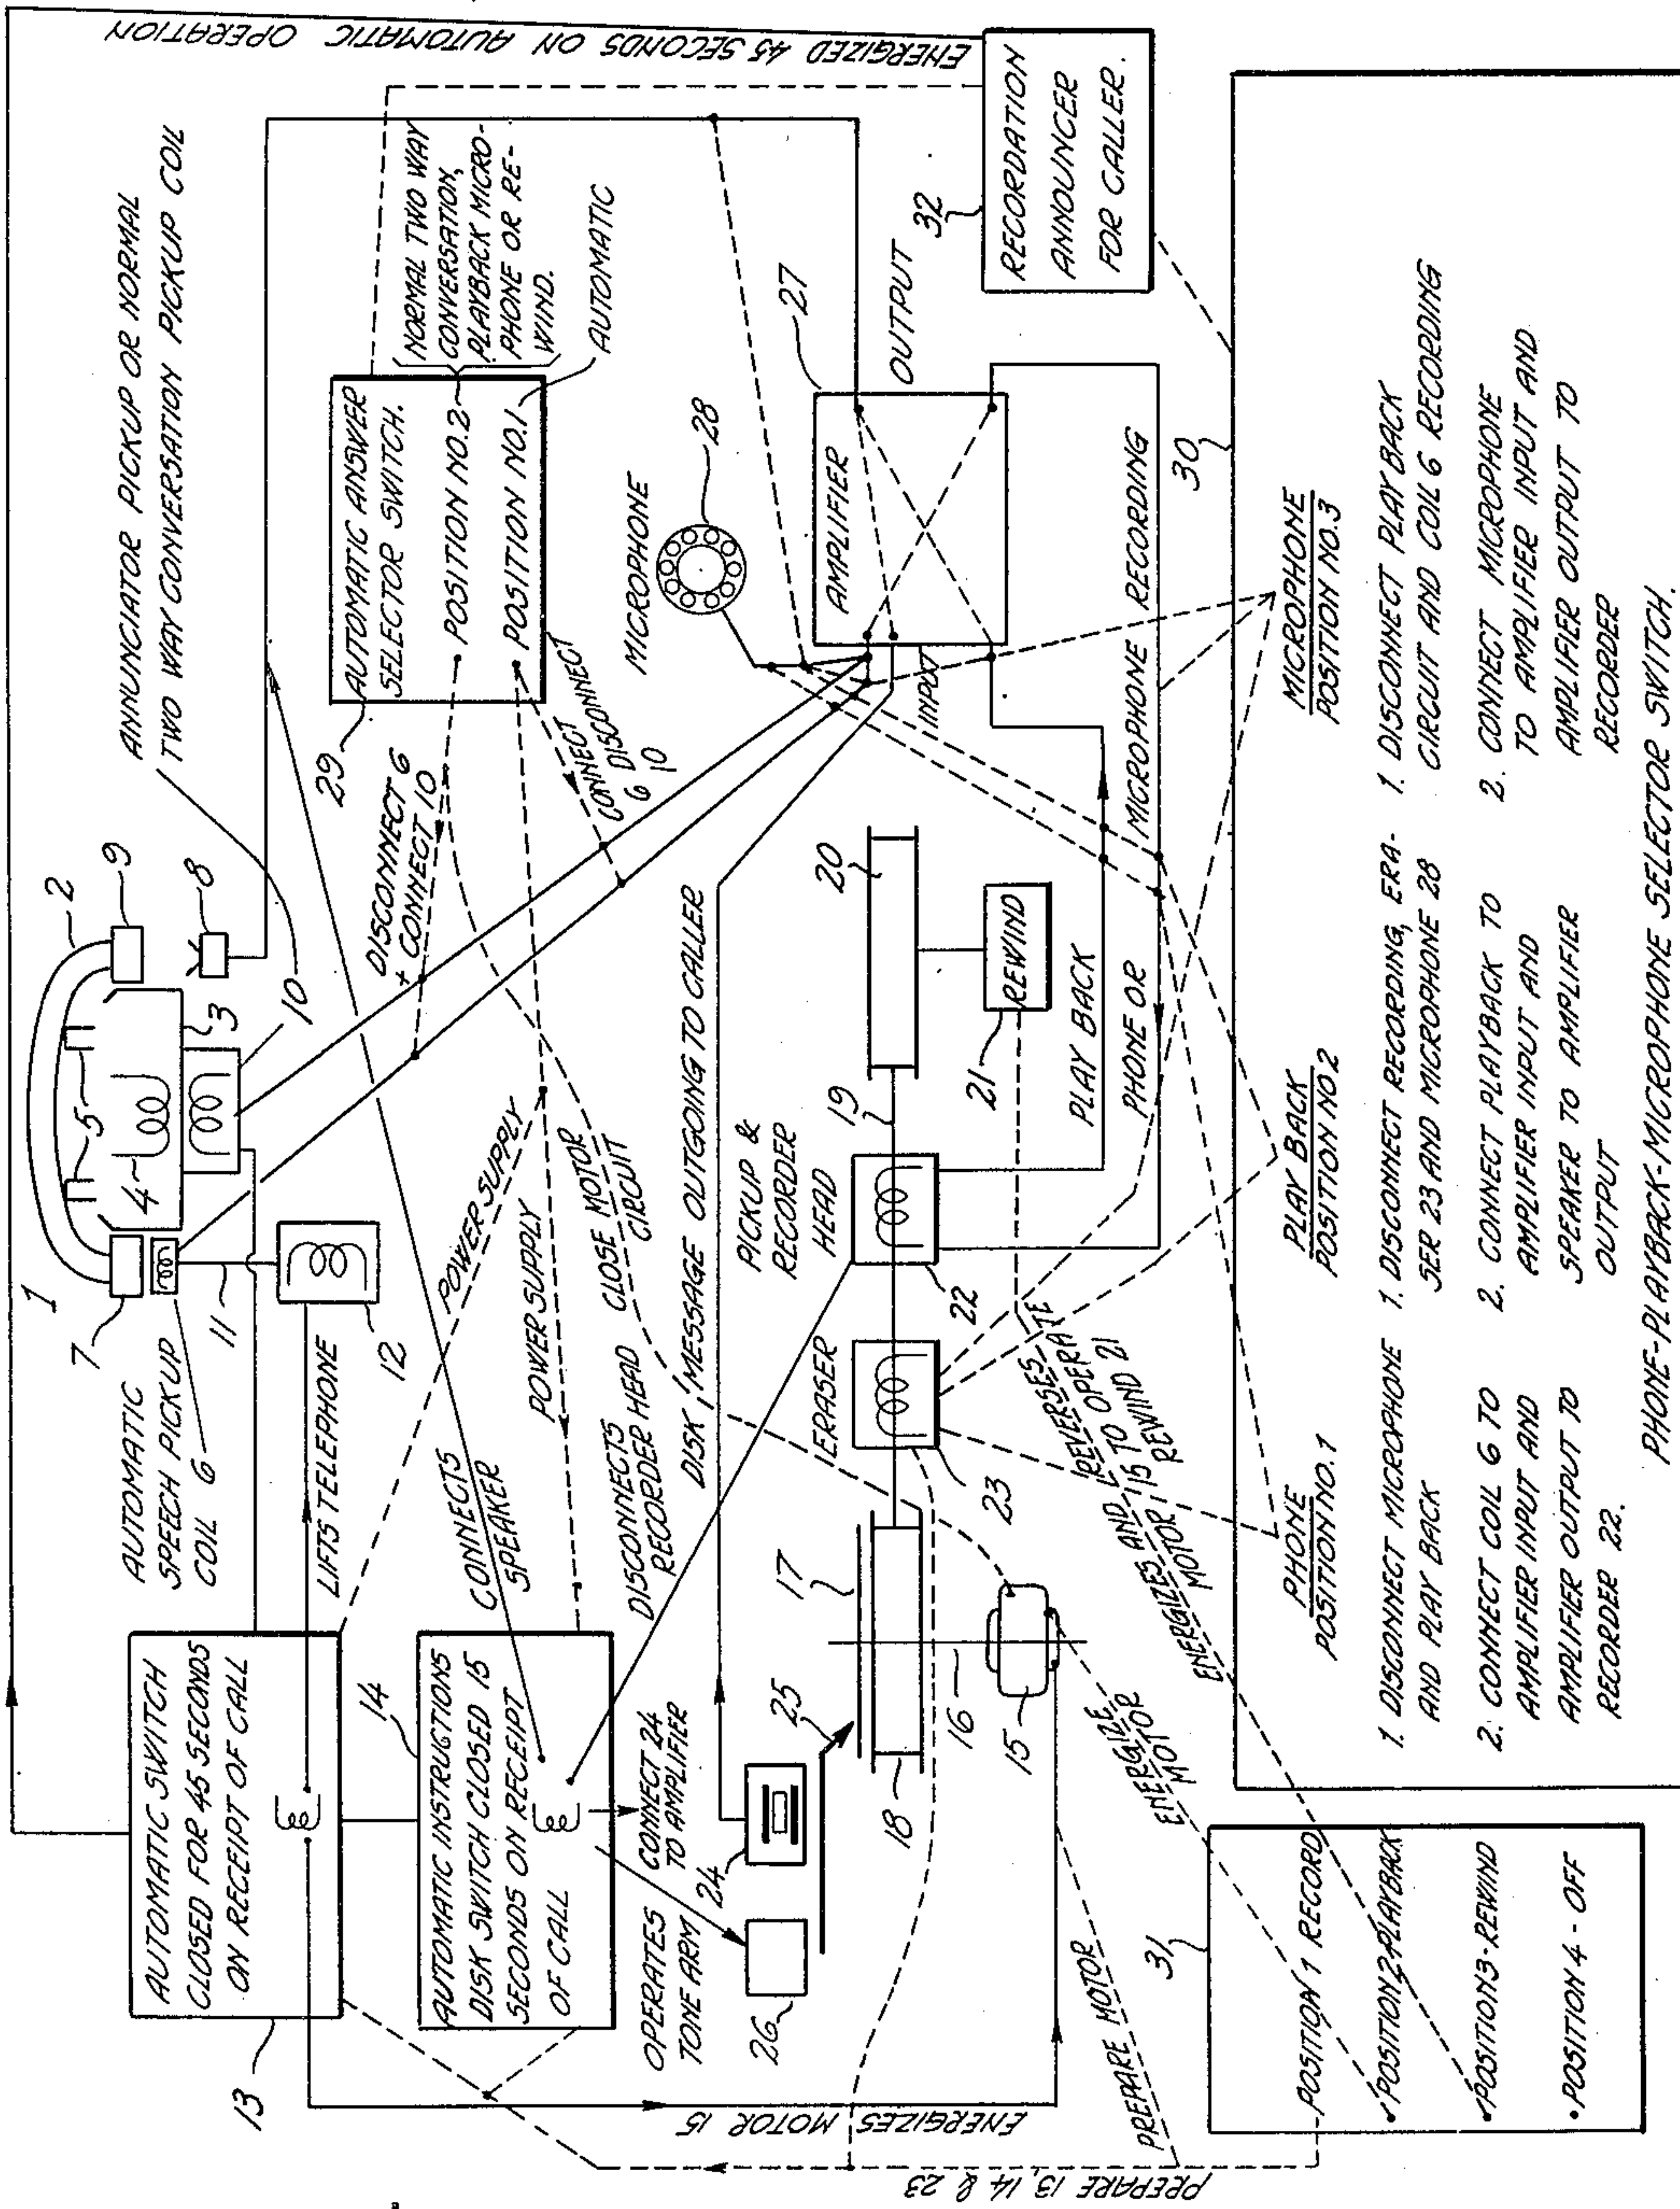 ENERGIZED 45 SECONDS ON AUTOMATIC OPERATION
ANNUNCIATOR PICKUP OR NORMAL
TWO WAY CONVERSATION PICKUP COIL
1
2
3
4
5
7
8
9
10
11
12
AUTOMATIC
SPEECH PICKUP
COIL 6
LIFTS TELEPHONE
13
AUTOMATIC SWITCH
CLOSED FOR 45 SECONDS
ON RECEIPT OF CALL
14
AUTOMATIC INSTRUCTIONS
DISK SWITCH CLOSED 15
SECONDS ON RECEIPT
OF CALL
CONNECTS
SPEAKER
POWER SUPPLY
POWER SUPPLY
DISCONNECTS
RECORDER HEAD
CLOSE MOTOR
CIRCUIT
29
AUTOMATIC ANSWER
SELECTOR SWITCH.
POSITION NO.2
POSITION NO.1
NORMAL TWO WAY
CONVERSATION,
PLAYBACK MICRO-
PHONE OR RE-
WIND.
AUTOMATIC
DISCONNECT 6
+ CONNECT 10
CONNECT DISCONNECT
6 10
MICROPHONE
28
AMPLIFIER
27
INPUT
OUTPUT
32
RECORDATION
ANNOUNCER
FOR CALLER.
OPERATES
TONE ARM
CONNECT 24
TO AMPLIFIER
24
25
26
DISK MESSAGE OUTGOING TO CALLER
PICKUP &
RECORDER
HEAD
22
ERASER
23
17
18
16
15
19
20
21
REWIND
PLAY BACK
PHONE OR MICROPHONE RECORDING
REVERSES
AND
ENERGIZES
MOTOR 15 TO OPERATE
REWIND 21
ENERGIZES AND REVERSES
MOTOR 15 TO OPERATE
REWIND 21
ENERGIZE
MOTOR
PREPARE MOTOR
ENERGIZES MOTOR 15
PREPARE 13, 14 & 23
31
POSITION 1 RECORD
POSITION 2-PLAYBACK
POSITION 3-REWIND
POSITION 4 - OFF
30
PHONE
POSITION NO. 1
1. DISCONNECT MICROPHONE
AND PLAY BACK
2. CONNECT COIL 6 TO
AMPLIFIER INPUT AND
AMPLIFIER OUTPUT TO
RECORDER 22.
PLAY BACK
POSITION NO 2
1. DISCONNECT RECORDING, ERA-
SER 23 AND MICROPHONE 28
2. CONNECT PLAYBACK TO
AMPLIFIER INPUT AND
SPEAKER TO AMPLIFIER
OUTPUT
MICROPHONE
POSITION NO.3
1. DISCONNECT PLAY BACK
CIRCUIT AND COIL 6 RECORDING
2. CONNECT MICROPHONE
TO AMPLIFIER INPUT AND
AMPLIFIER OUTPUT TO
RECORDER
PHONE-PLAYBACK-MICROPHONE SELECTOR SWITCH.